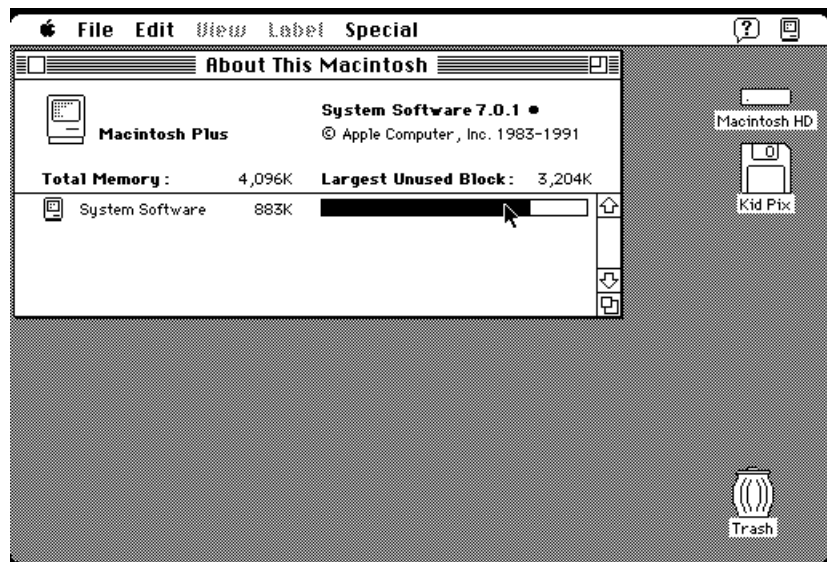 File Edit View Label Special
About This Macintosh
System Software 7.0.1 •
Macintosh Plus
© Apple Computer, Inc. 1983-1991
Total Memory : 4,096K Largest Unused Block : 3,204K
System Software 883K
Macintosh HD
Kid Pix
Trash